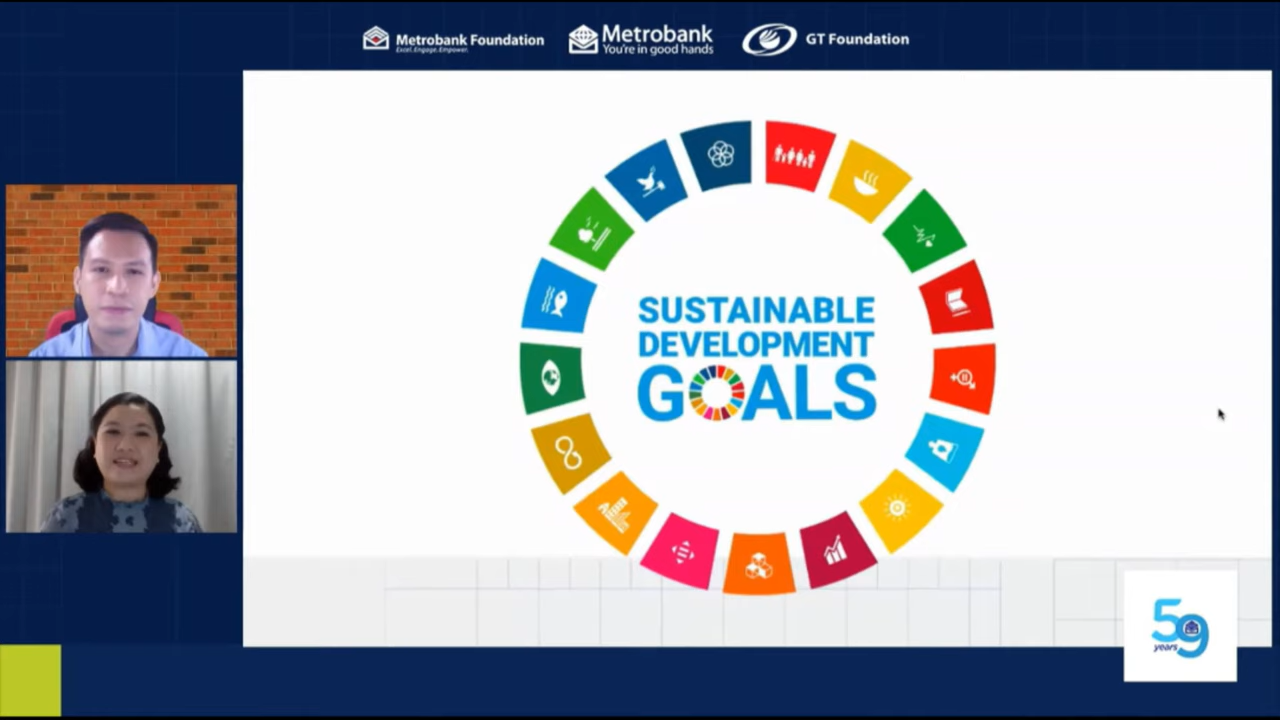 Metrobank Foundation
Excel. Engage. Empower.
Metrobank
You're in good hands
GT Foundation
SUSTAINABLE
DEVELOPMENT
GOALS
59
years